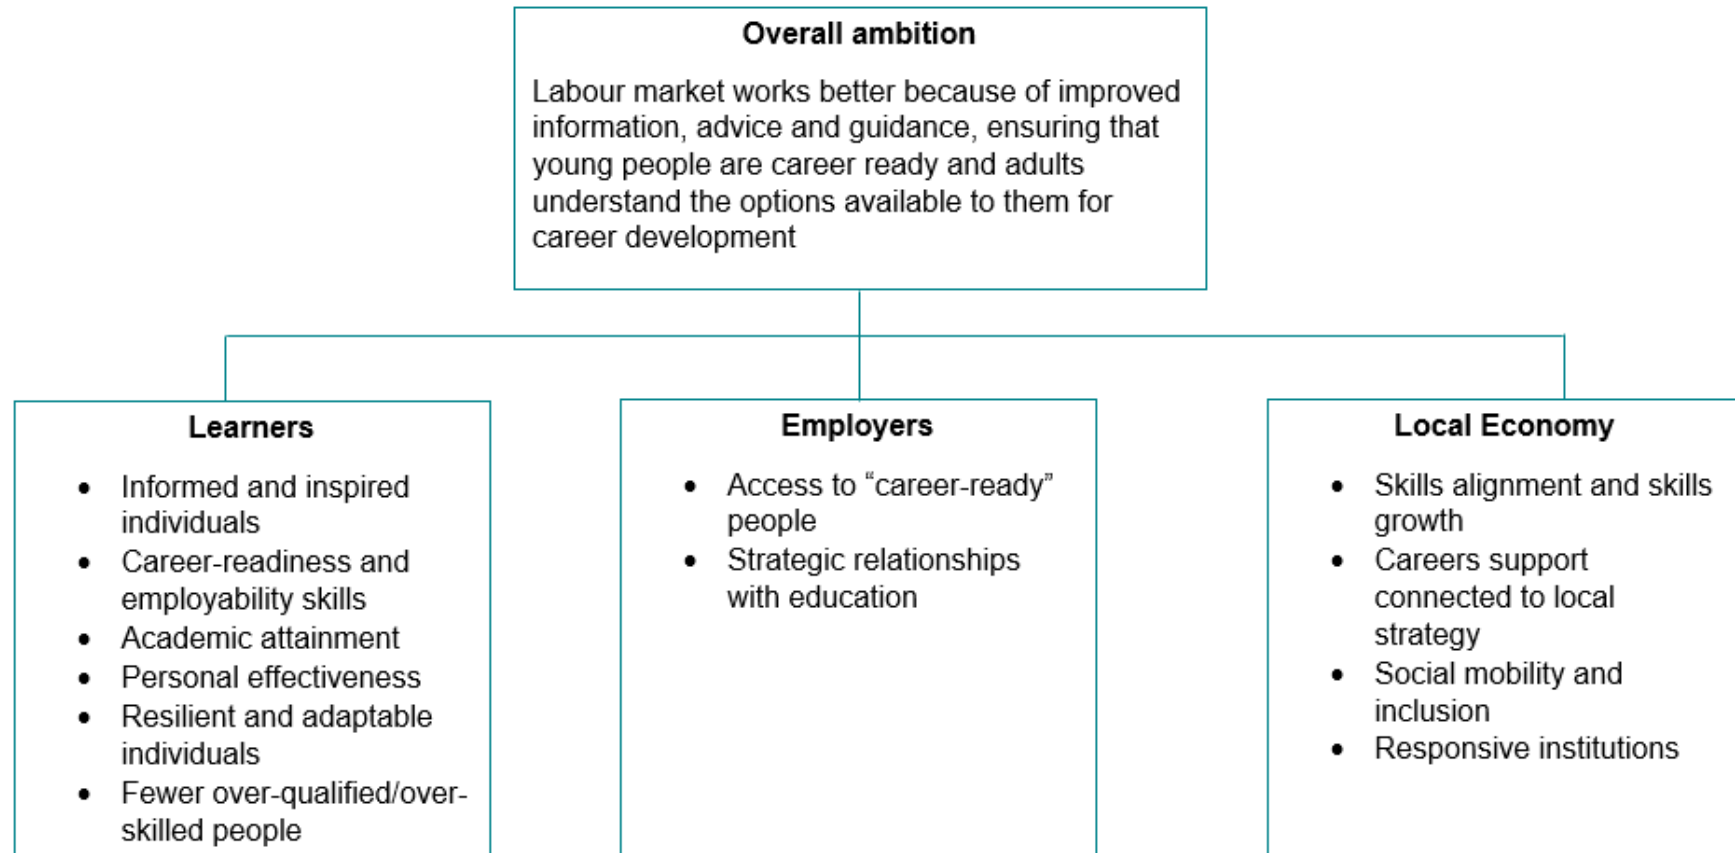 Overall ambition
Labour market works better because of improved
information, advice and guidance, ensuring that
young people are career ready and adults
understand the options available to them for
career development
Learners
• Informed and inspired
individuals
• Career-readiness and
employability skills
• Academic attainment
• Personal effectiveness
• Resilient and adaptable
individuals
• Fewer over-qualified/over-
skilled people
Employers
• Access to “career-ready”
people
• Strategic relationships
with education
Local Economy
• Skills alignment and skills
growth
• Careers support
connected to local
strategy
• Social mobility and
inclusion
• Responsive institutions